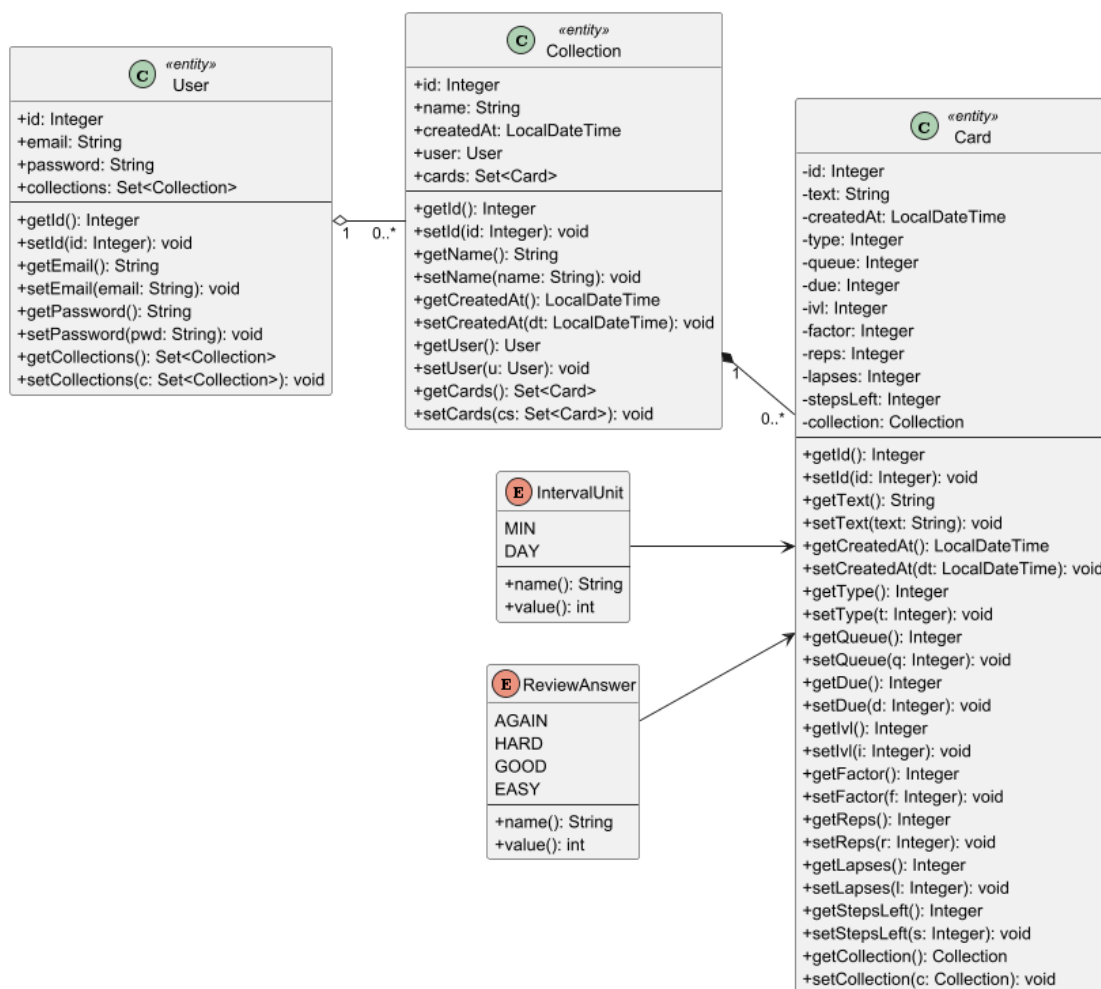 C
«entity»
User
+id: Integer
+email: String
+password: String
+collections: Set<Collection>
+getId(): Integer
+setId(id: Integer): void
+getEmail(): String
+setEmail(email: String): void
+getPassword(): String
+setPassword(pwd: String): void
+getCollections(): Set<Collection>
+setCollections(c: Set<Collection>): void
1
0..*
C
«entity»
Collection
+id: Integer
+name: String
+createdAt: LocalDateTime
+user: User
+cards: Set<Card>
+getId(): Integer
+setId(id: Integer): void
+getName(): String
+setName(name: String): void
+getCreatedAt(): LocalDateTime
+setCreatedAt(dt: LocalDateTime): void
+getUser(): User
+setUser(u: User): void
+getCards(): Set<Card>
+setCards(cs: Set<Card>): void
1
0..*
E
IntervalUnit
MIN
DAY
+name(): String
+value(): int
E
ReviewAnswer
AGAIN
HARD
GOOD
EASY
+name(): String
+value(): int
C
«entity»
Card
-id: Integer
-text: String
-createdAt: LocalDateTime
-type: Integer
-queue: Integer
-due: Integer
-ivl: Integer
-factor: Integer
-reps: Integer
-lapses: Integer
-stepsLeft: Integer
-collection: Collection
+getId(): Integer
+setId(id: Integer): void
+getText(): String
+setText(text: String): void
+getCreatedAt(): LocalDateTime
+setCreatedAt(dt: LocalDateTime): void
+getType(): Integer
+setType(t: Integer): void
+getQueue(): Integer
+setQueue(q: Integer): void
+getDue(): Integer
+setDue(d: Integer): void
+getIvl(): Integer
+setIvl(i: Integer): void
+getFactor(): Integer
+setFactor(f: Integer): void
+getReps(): Integer
+setReps(r: Integer): void
+getLapses(): Integer
+setLapses(l: Integer): void
+getStepsLeft(): Integer
+setStepsLeft(s: Integer): void
+getCollection(): Collection
+setCollection(c: Collection): void